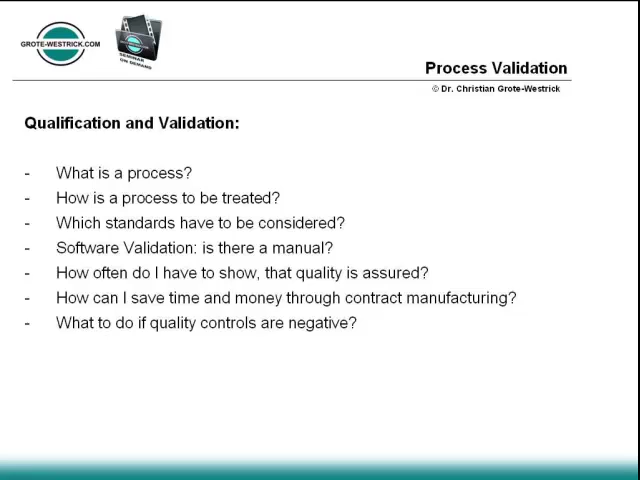 GROTE-WESTRICK.COM
SEMINAR
ON DEMAND
Process Validation
© Dr. Christian Grote-Westrick
Qualification and Validation:
- What is a process?
- How is a process to be treated?
- Which standards have to be considered?
- Software Validation: is there a manual?
- How often do I have to show, that quality is assured?
- How can I save time and money through contract manufacturing?
- What to do if quality controls are negative?